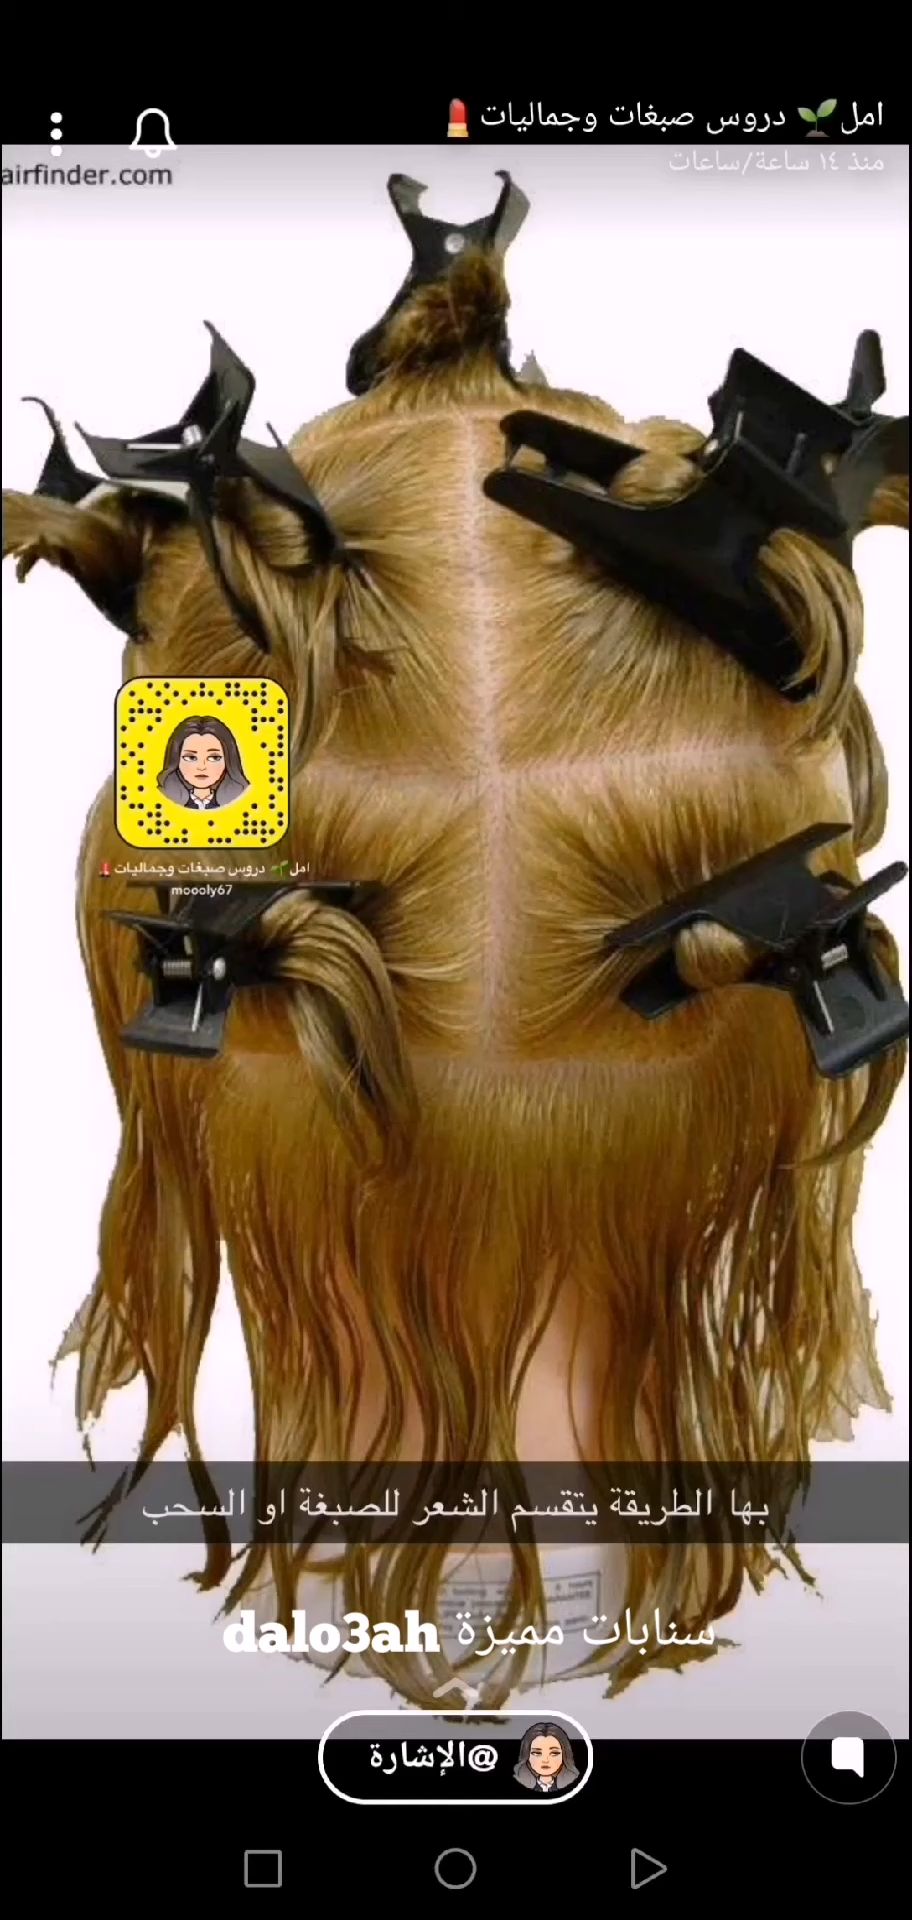 امل🌱 دروس صبغات وجماليات💄
منذ ١٤ ساعة/ساعات
airfinder.com
امل🌱 دروس صبغات وجماليات💄
moooly67
بها الطريقة يتقسم الشعر للصبغة او السحب
سنابات مميزة dalo3ah
@الإشارة